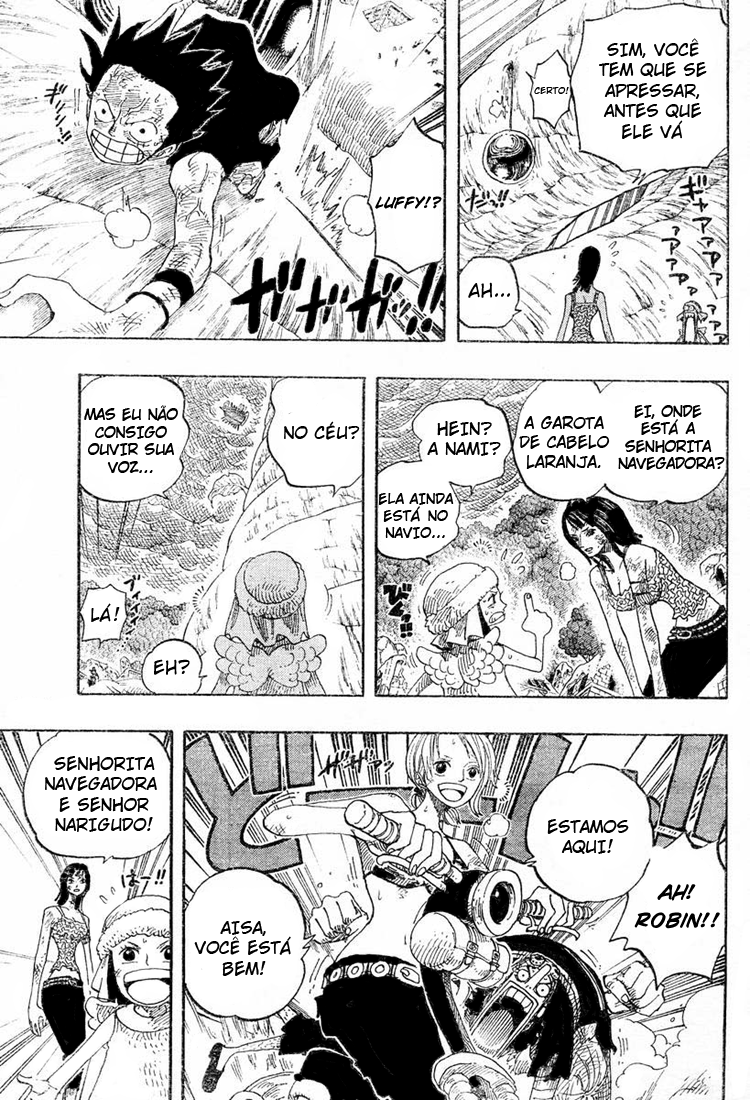 SIM, VOCÊ
TEM QUE SE
APRESSAR,
ANTES QUE
ELE VÁ
CERTO!
AH...
LUFFY!?
EI, ONDE
ESTÁ A
SENHORITA
NAVEGADORA?
A GAROTA
DE CABELO
LARANJA.
HEIN?
A NAMI?
ELA AINDA
ESTÁ NO
NAVIO...
NO CÉU?
MAS EU NÃO
CONSIGO
OUVIR SUA
VOZ...
LÁ!
EH?
AH!
ROBIN!!
ESTAMOS
AQUI!
AISA,
VOCÊ ESTÁ
BEM!
SENHORITA
NAVEGADORA
E SENHOR
NARIGUDO!
はー!!